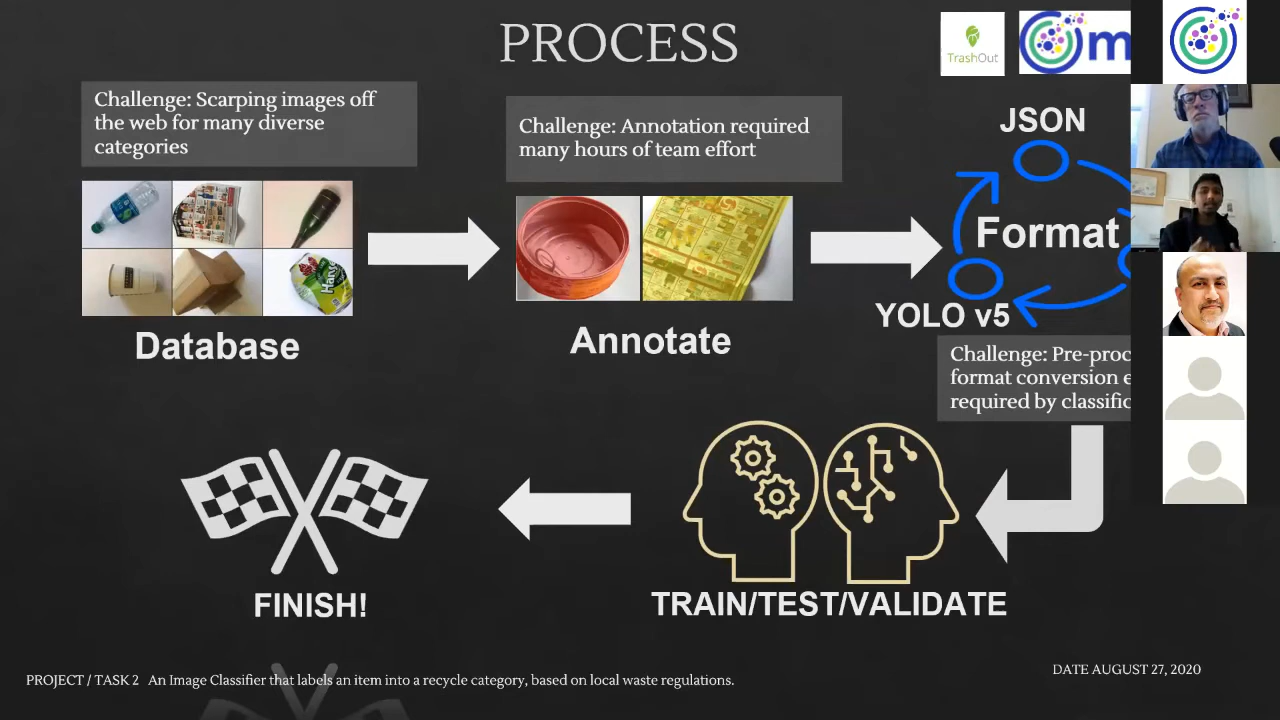 PROCESS
TrashOut
m
Challenge: Scarping images off
the web for many diverse
categories
Challenge: Annotation required
many hours of team effort
JSON
Format
YOLO v5
Database
Annotate
Challenge: Pre-proc
format conversion e
required by classific
FINISH!
TRAIN/TEST/VALIDATE
PROJECT / TASK 2 An Image Classifier that labels an item into a recycle category, based on local waste regulations.
DATE AUGUST 27, 2020